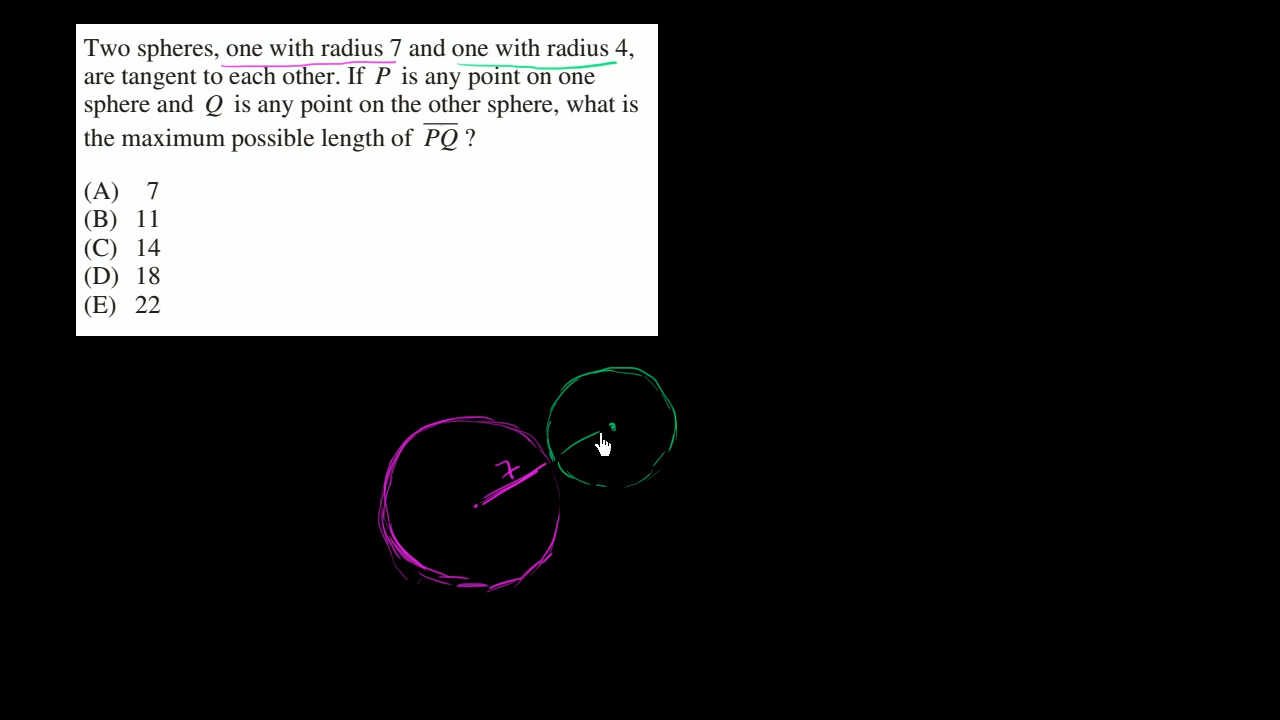 Two spheres, one with radius 7 and one with radius 4,
are tangent to each other. If P is any point on one
sphere and Q is any point on the other sphere, what is
the maximum possible length of P̅Q̅ ?
(A) 7
(B) 11
(C) 14
(D) 18
(E) 22
7